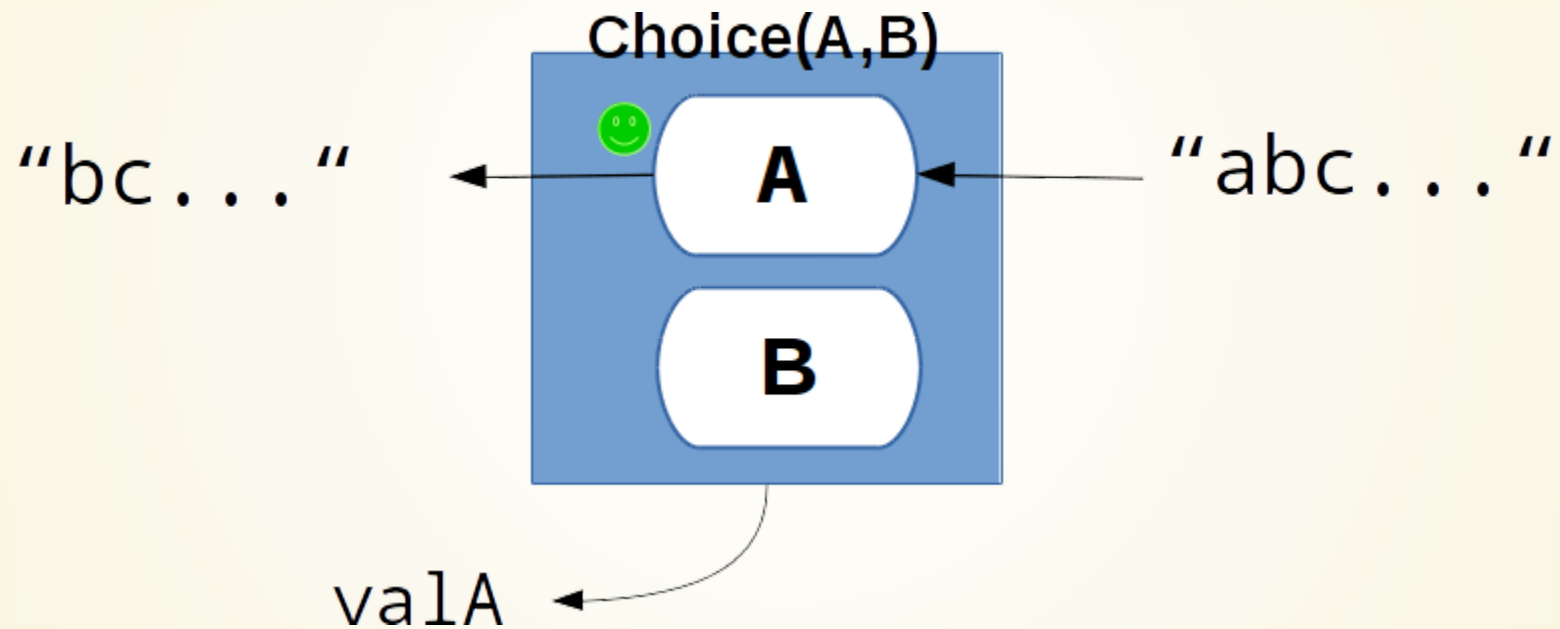 Choice(A,B)
“bc...“
A
“abc...“
B
valA